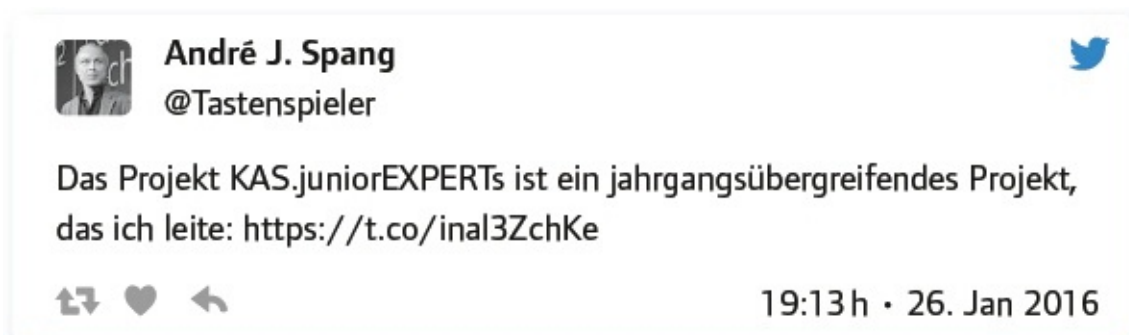 André J. Spang
@Tastenspieler
Das Projekt KAS.juniorEXPERTs ist ein jahrgangsübergreifendes Projekt,
das ich leite: https://t.co/inal3ZchKe
19:13 h · 26. Jan 2016